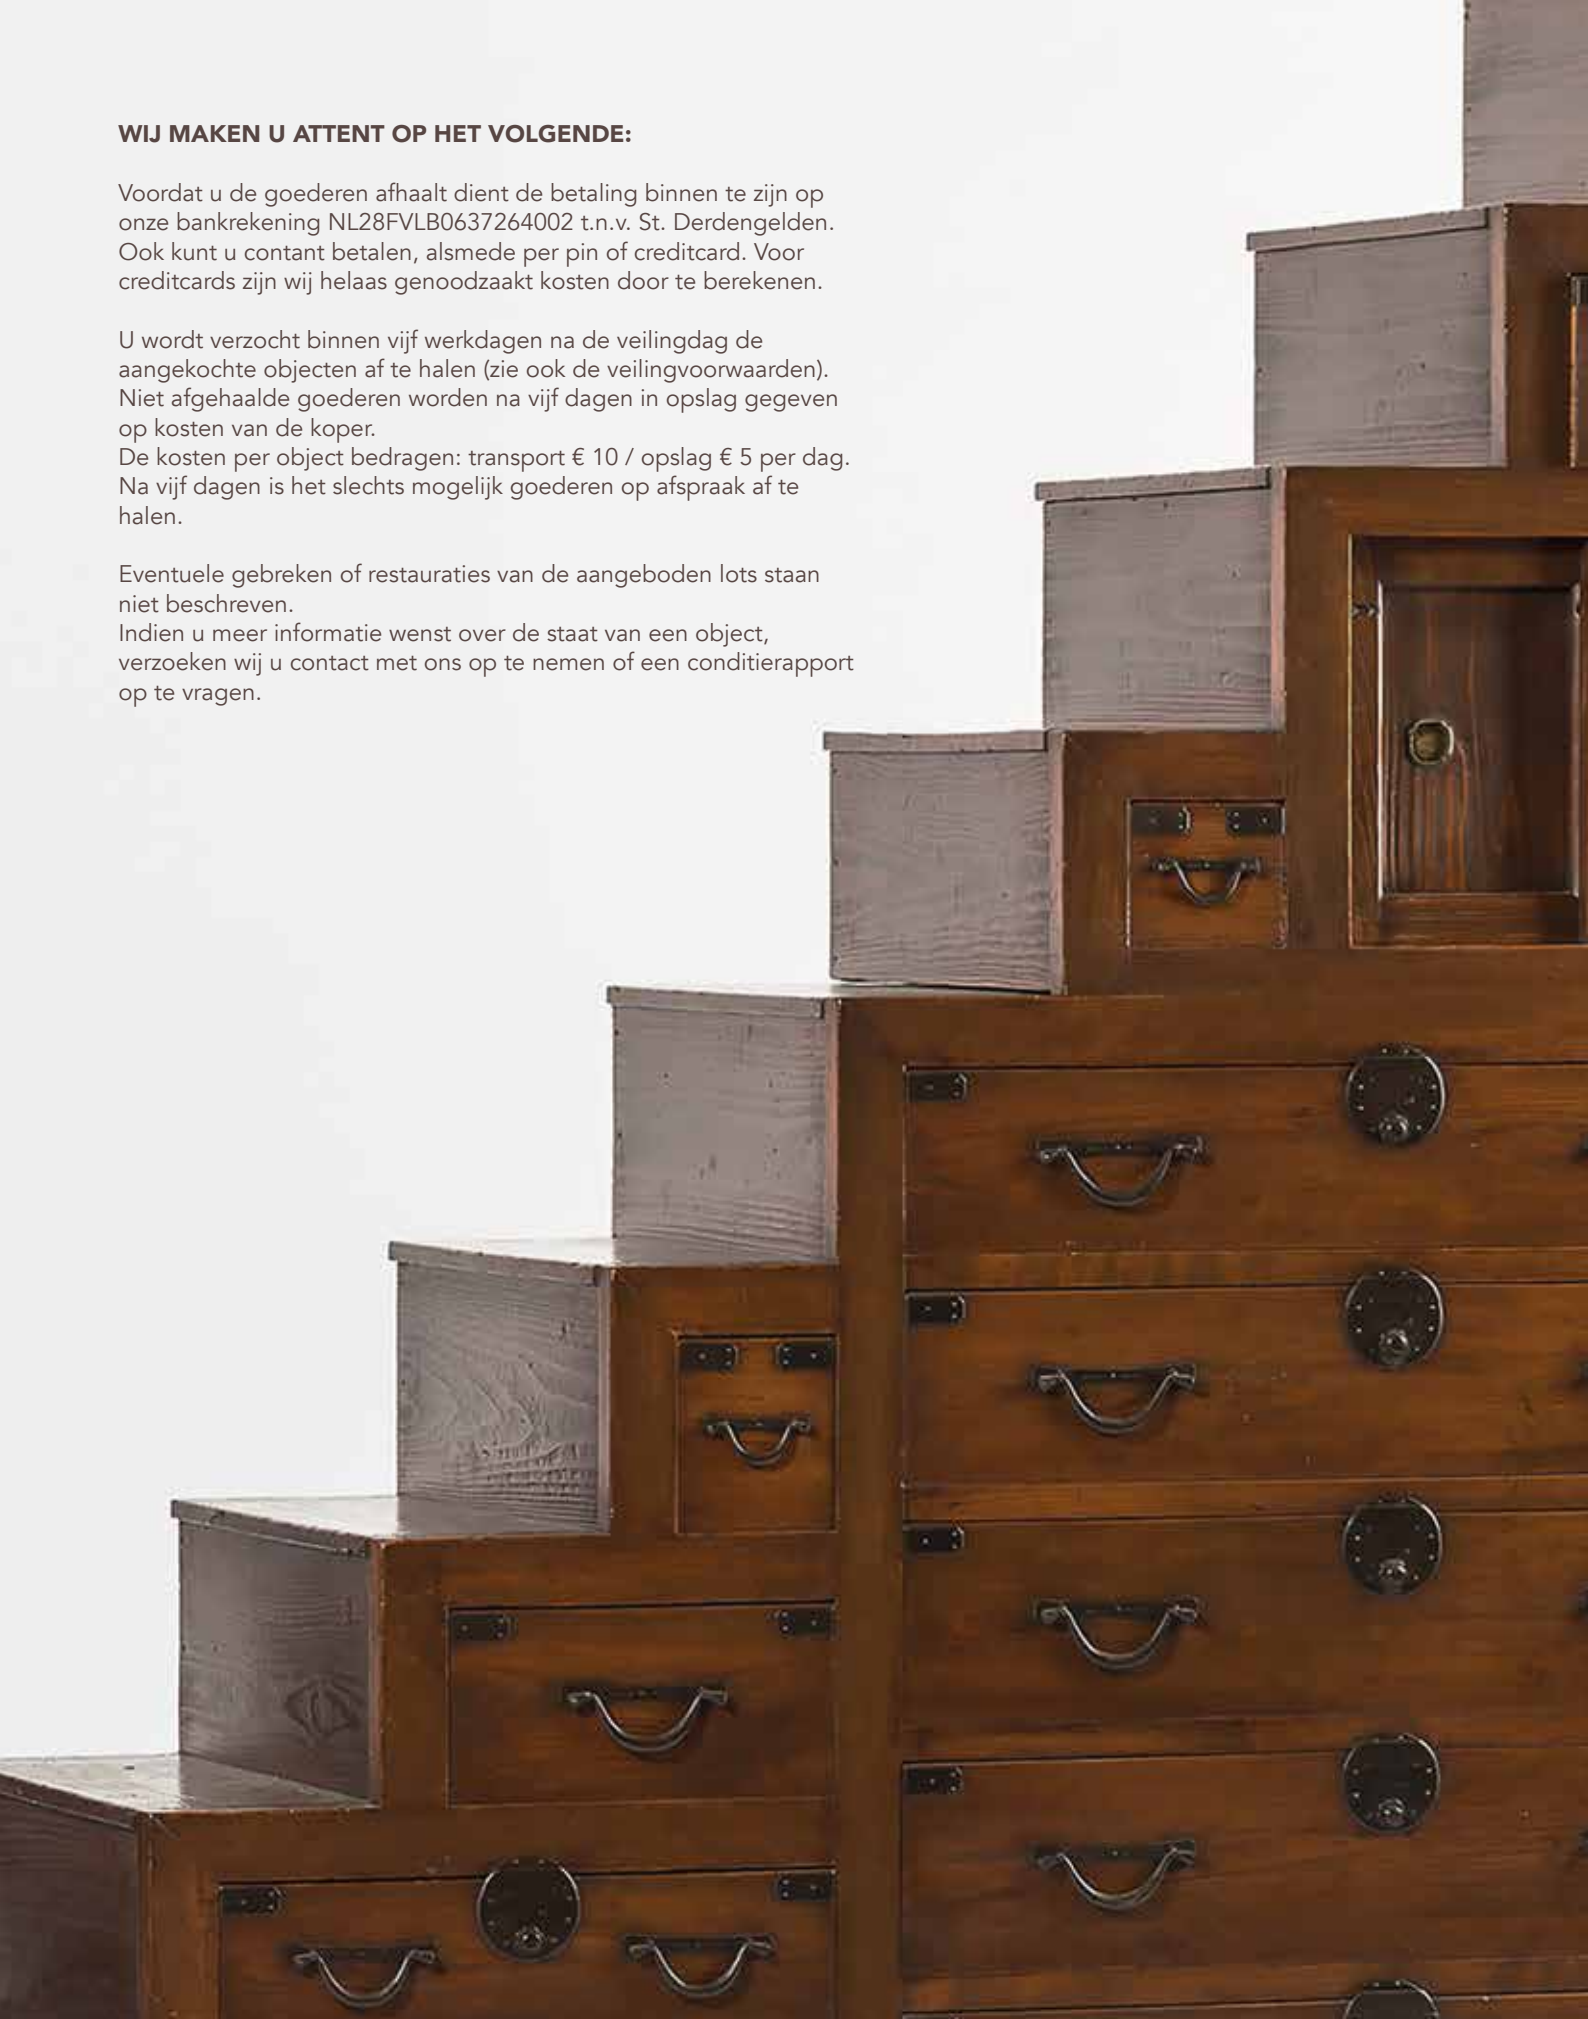 WIJ MAKEN U ATTENT OP HET VOLGENDE:
Voordat u de goederen afhaalt dient de betaling binnen te zijn op
onze bankrekening NL28FVLB0637264002 t.n.v. St. Derdengelden.
Ook kunt u contant betalen, alsmede per pin of creditcard. Voor
creditcards zijn wij helaas genoodzaakt kosten door te berekenen.
U wordt verzocht binnen vijf werkdagen na de veilingdag de
aangekochte objecten af te halen (zie ook de veilingvoorwaarden).
Niet afgehaalde goederen worden na vijf dagen in opslag gegeven
op kosten van de koper.
De kosten per object bedragen: transport € 10 / opslag € 5 per dag.
Na vijf dagen is het slechts mogelijk goederen op afspraak af te
halen.
Eventuele gebreken of restauraties van de aangeboden lots staan
niet beschreven.
Indien u meer informatie wenst over de staat van een object,
verzoeken wij u contact met ons op te nemen of een conditierapport
op te vragen.